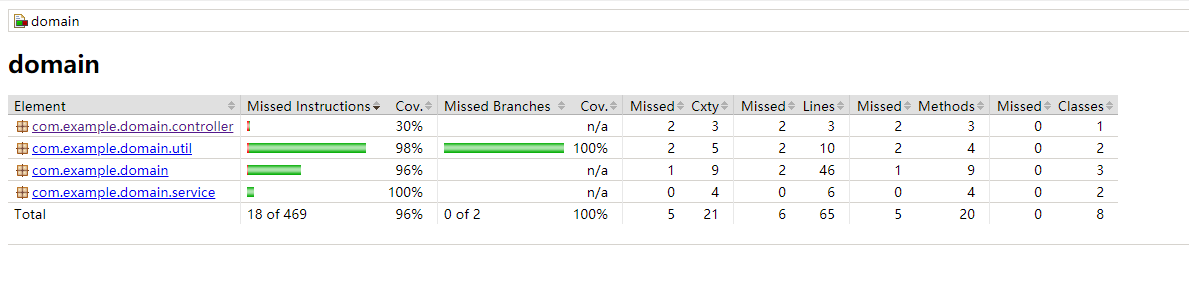 domain
domain
Element Missed Instructions Cov. Missed Branches Cov. Missed Cxty Missed Lines Missed Methods Missed Classes
com.example.domain.controller 30% n/a 2 3 2 3 2 3 0 1
com.example.domain.util 98% 100% 2 5 2 10 2 4 0 2
com.example.domain 96% n/a 1 9 2 46 1 9 0 3
com.example.domain.service 100% n/a 0 4 0 6 0 4 0 2
Total 18 of 469 96% 0 of 2 100% 5 21 6 65 5 20 0 8